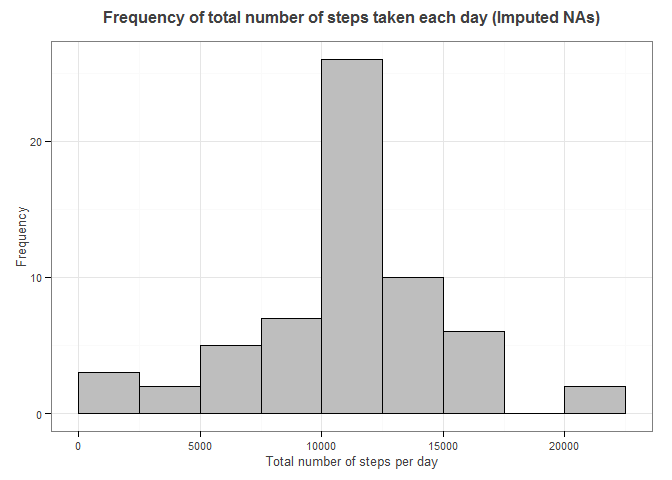 Frequency of total number of steps taken each day (Imputed NAs)
Frequency
20
10
0
0 5000 10000 15000 20000
Total number of steps per day